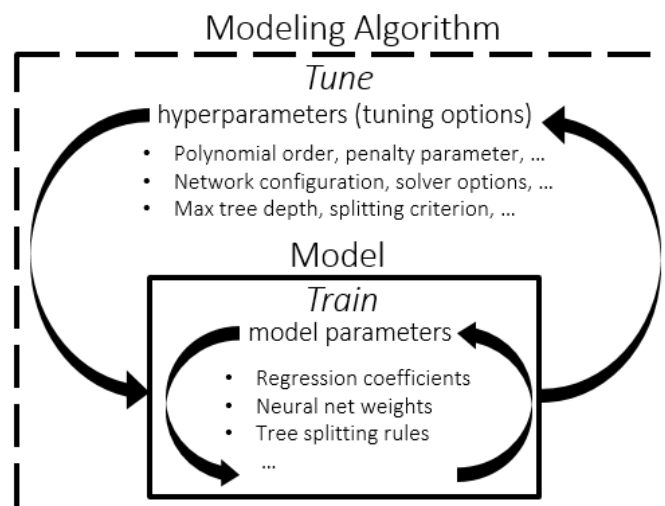 Modeling Algorithm
Tune
hyperparameters (tuning options)
• Polynomial order, penalty parameter, ...
• Network configuration, solver options, ...
• Max tree depth, splitting criterion, ...
Model
Train
model parameters
• Regression coefficients
• Neural net weights
• Tree splitting rules
...